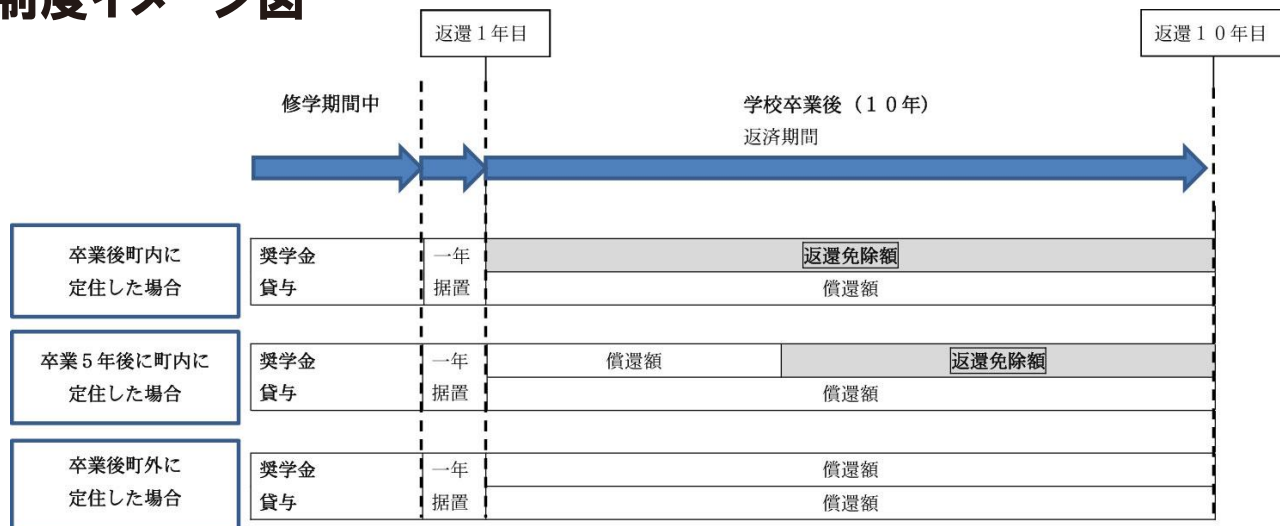 制度イメージ図
返還１年目
返還１０年目
修学期間中
学校卒業後（１０年）
返済期間
卒業後町内に
定住した場合
奨学金
貸与
一年
据置
返還免除額
償還額
卒業５年後に町内に
定住した場合
奨学金
貸与
一年
据置
償還額
返還免除額
償還額
卒業後町外に
定住した場合
奨学金
貸与
一年
据置
償還額
償還額